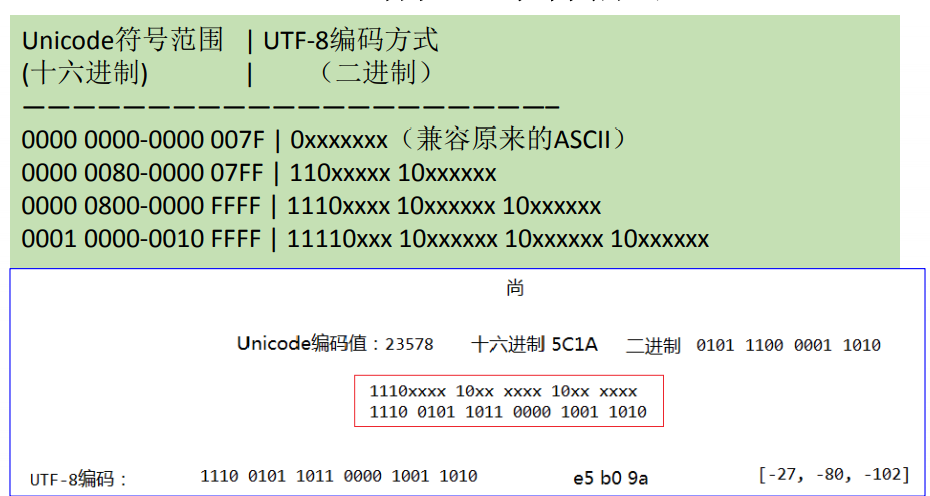 Unicode符号范围 | UTF-8编码方式
(十六进制) | （二进制）
———————————————————————
0000 0000-0000 007F | 0xxxxxxx（兼容原来的ASCII）
0000 0080-0000 07FF | 110xxxxx 10xxxxxx
0000 0800-0000 FFFF | 1110xxxx 10xxxxxx 10xxxxxx
0001 0000-0010 FFFF | 11110xxx 10xxxxxx 10xxxxxx 10xxxxxx
尚
Unicode编码值：23578 十六进制 5C1A 二进制 0101 1100 0001 1010
1110xxxx 10xx xxxx 10xx xxxx
1110 0101 1011 0000 1001 1010
UTF-8编码： 1110 0101 1011 0000 1001 1010 e5 b0 9a [-27, -80, -102]